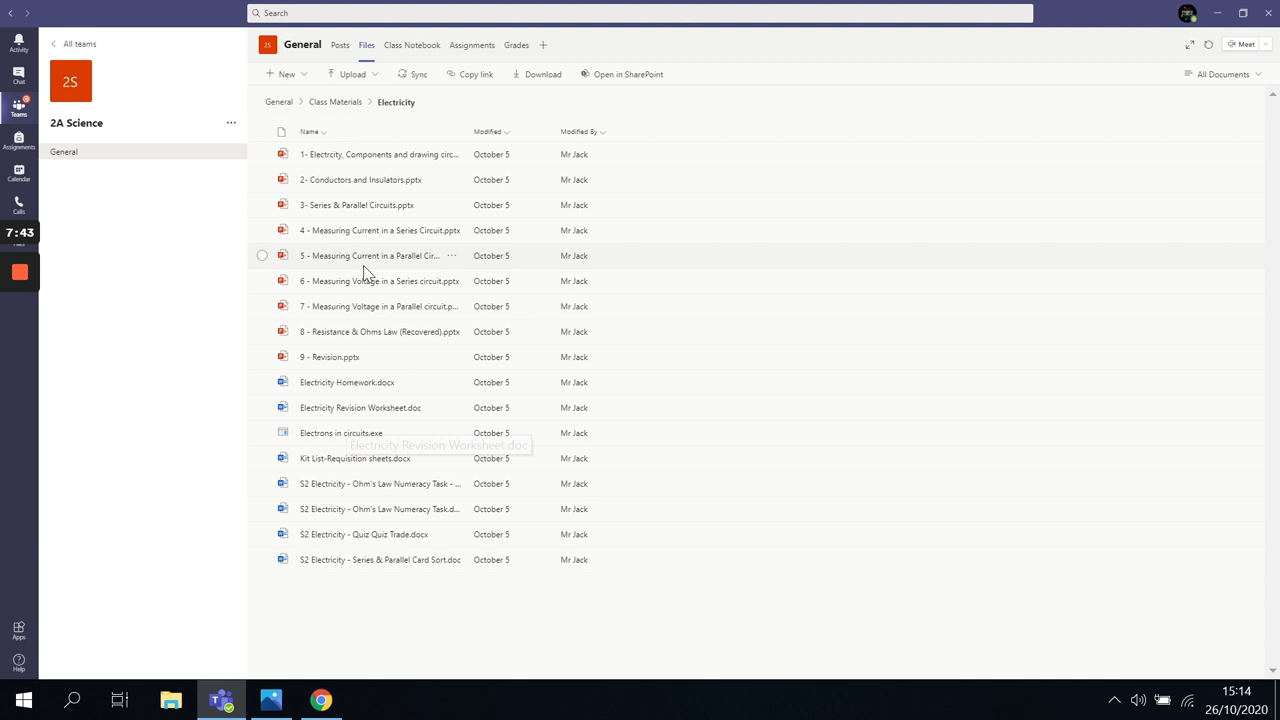 Search
Activity
Chat
Teams
Assignments
Calendar
Calls
7:43
Apps
Help
All teams
2S
2A Science
General
2S General Posts Files Class Notebook Assignments Grades
Meet
New Upload Sync Copy link Download Open in SharePoint All Documents
General > Class Materials > Electricity
Name Modified Modified By
1- Electrcity, Components and drawing circ... October 5 Mr Jack
2- Conductors and Insulators.pptx October 5 Mr Jack
3- Series & Parallel Circuits.pptx October 5 Mr Jack
4 - Measuring Current in a Series Circuit.pptx October 5 Mr Jack
5 - Measuring Current in a Parallel Cir... October 5 Mr Jack
6 - Measuring Voltage in a Series circuit.pptx October 5 Mr Jack
7 - Measuring Voltage in a Parallel circuit.p... October 5 Mr Jack
8 - Resistance & Ohms Law (Recovered).pptx October 5 Mr Jack
9 - Revision.pptx October 5 Mr Jack
Electricity Homework.docx October 5 Mr Jack
Electricity Revision Worksheet.doc October 5 Mr Jack
Electrons in circuits.exe October 5 Mr Jack
Electricity Revision Worksheet.doc
Kit List-Requisition sheets.docx October 5 Mr Jack
S2 Electricity - Ohm's Law Numeracy Task - ... October 5 Mr Jack
S2 Electricity - Ohm's Law Numeracy Task.d... October 5 Mr Jack
S2 Electricity - Quiz Quiz Trade.docx October 5 Mr Jack
S2 Electricity - Series & Parallel Card Sort.doc October 5 Mr Jack
15:14
26/10/2020